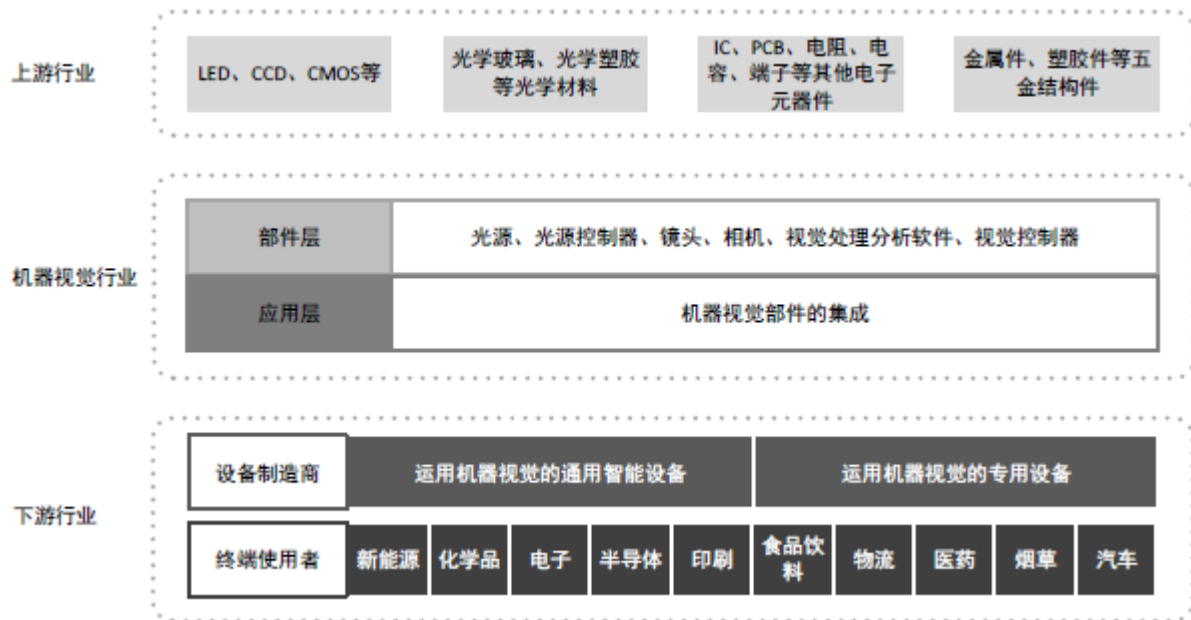 上游行业
LED、CCD、CMOS等
光学玻璃、光学塑胶
等光学材料
IC、PCB、电阻、电
容、端子等其他电子
元器件
金属件、塑胶件等五
金结构件
机器视觉行业
部件层
光源、光源控制器、镜头、相机、视觉处理分析软件、视觉控制器
应用层
机器视觉部件的集成
下游行业
设备制造商
运用机器视觉的通用智能设备
运用机器视觉的专用设备
终端使用者
新能源
化学品
电子
半导体
印刷
食品饮
料
物流
医药
烟草
汽车